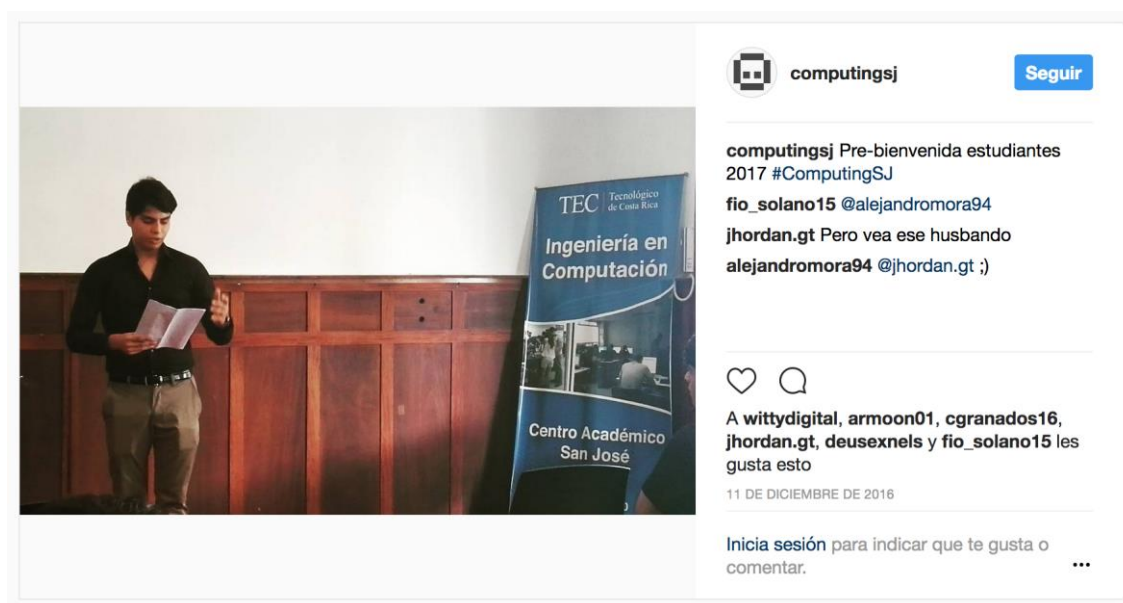 TEC Tecnológico
de Costa Rica
Ingeniería en
Computación
Centro Académico
San José
computingsj
Seguir
computingsj Pre-bienvenida estudiantes
2017 #ComputingSJ
fio_solano15 @alejandromora94
jhordan.gt Pero vea ese husbando
alejandromora94 @jhordan.gt ;)
A wittydigital, armoon01, cgranados16,
jhordan.gt, deusexnels y fio_solano15 les
gusta esto
11 DE DICIEMBRE DE 2016
Inicia sesión para indicar que te gusta o
comentar.